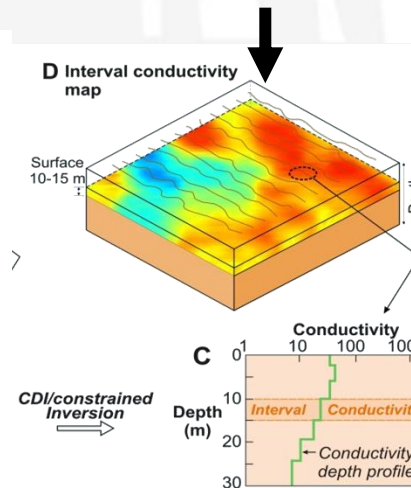 D Interval conductivity
map
Surface
10-15 m
Conductivity
C
1 10 100
0
10
20
30
Depth
(m)
Interval
CDI/constrained
Inversion
Conductivity
depth profile